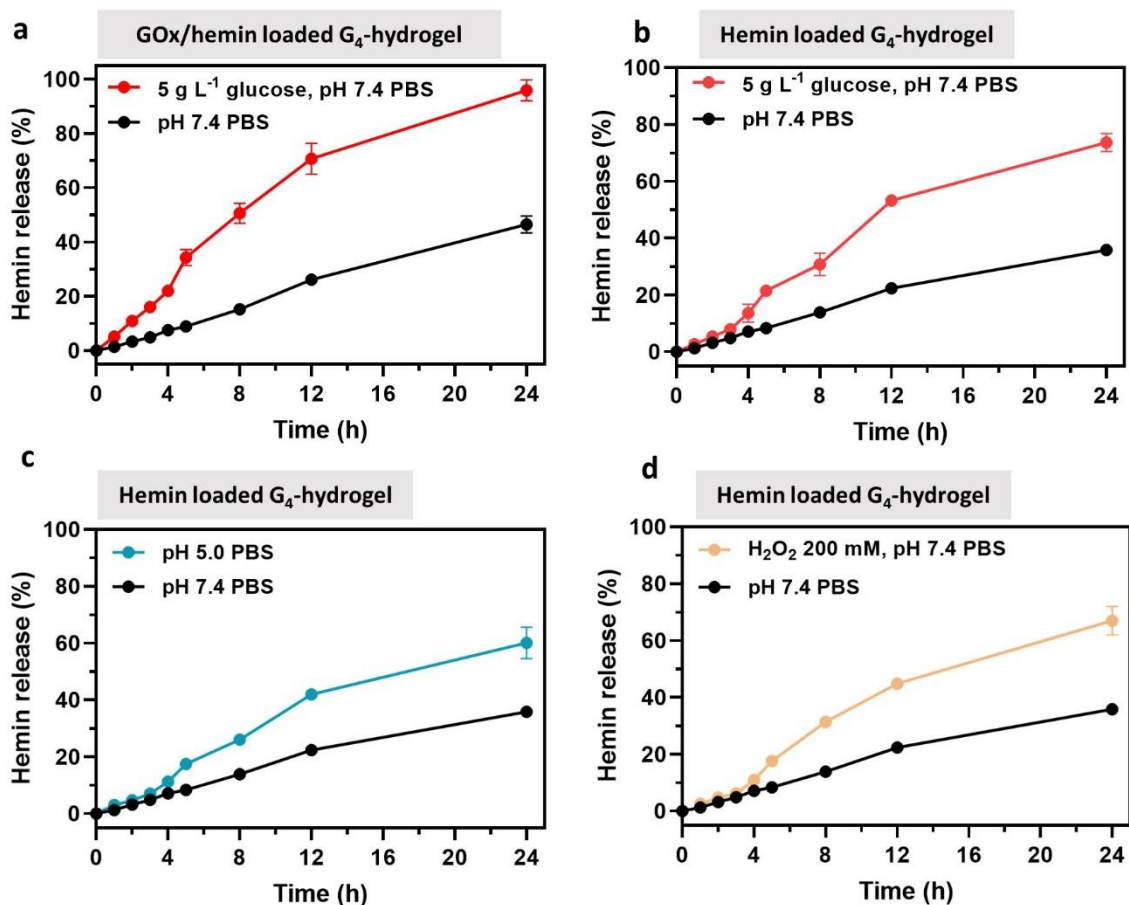 a
GOx/hemin loaded G₄-hydrogel
5 g L⁻¹ glucose, pH 7.4 PBS
pH 7.4 PBS
Hemin release (%)
100
80
60
40
20
0
0 4 8 12 16 20 24
Time (h)
b
Hemin loaded G₄-hydrogel
5 g L⁻¹ glucose, pH 7.4 PBS
pH 7.4 PBS
Hemin release (%)
100
80
60
40
20
0
0 4 8 12 16 20 24
Time (h)
c
Hemin loaded G₄-hydrogel
pH 5.0 PBS
pH 7.4 PBS
Hemin release (%)
100
80
60
40
20
0
0 4 8 12 16 20 24
Time (h)
d
Hemin loaded G₄-hydrogel
H₂O₂ 200 mM, pH 7.4 PBS
pH 7.4 PBS
Hemin release (%)
100
80
60
40
20
0
0 4 8 12 16 20 24
Time (h)